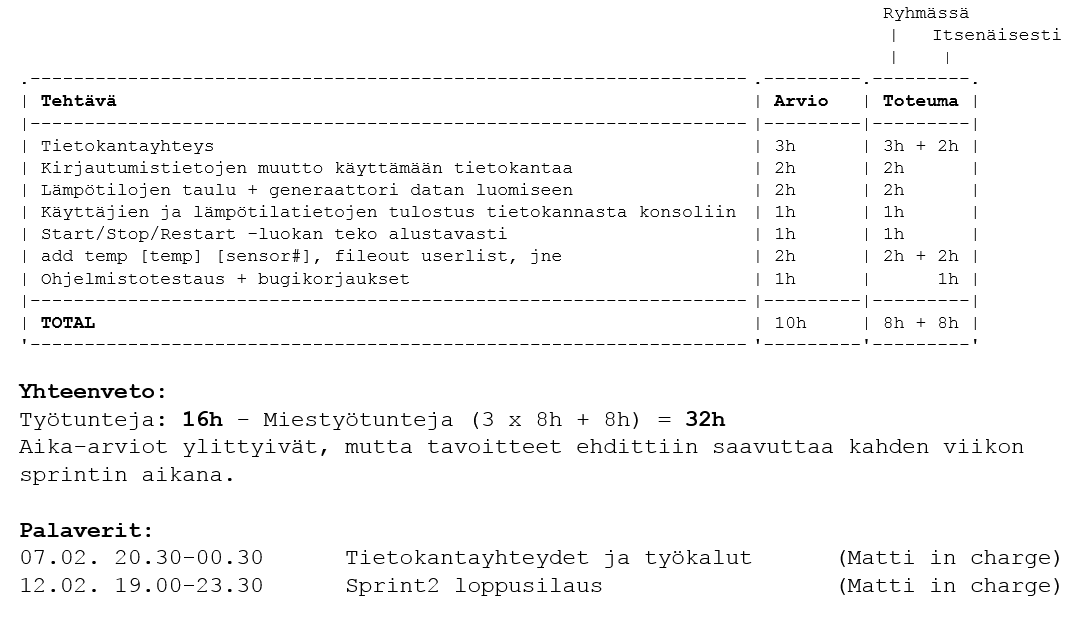 Ryhmässä
| Itsenäisesti
| |
.------------------------------------------------------------------.---------.---------.
| Tehtävä | Arvio | Toteuma |
|------------------------------------------------------------------|---------|---------|
| Tietokantayhteys | 3h | 3h + 2h |
| Kirjautumistietojen muutto käyttämään tietokantaa | 2h | 2h |
| Lämpötilojen taulu + generaattori datan luomiseen | 2h | 2h |
| Käyttäjien ja lämpötilatietojen tulostus tietokannasta konsoliin | 1h | 1h |
| Start/Stop/Restart -luokan teko alustavasti | 1h | 1h |
| add temp [temp] [sensor#], fileout userlist, jne | 2h | 2h + 2h |
| Ohjelmistotestaus + bugikorjaukset | 1h | 1h |
|------------------------------------------------------------------|---------|---------|
| TOTAL | 10h | 8h + 8h |
'------------------------------------------------------------------'---------'---------'
Yhteenveto:
Työtunteja: 16h - Miestyötunteja (3 x 8h + 8h) = 32h
Aika-arviot ylittyivät, mutta tavoitteet ehdittiin saavuttaa kahden viikon
sprintin aikana.
Palaverit:
07.02. 20.30-00.30 Tietokantayhteydet ja työkalut (Matti in charge)
12.02. 19.00-23.30 Sprint2 loppusilaus (Matti in charge)